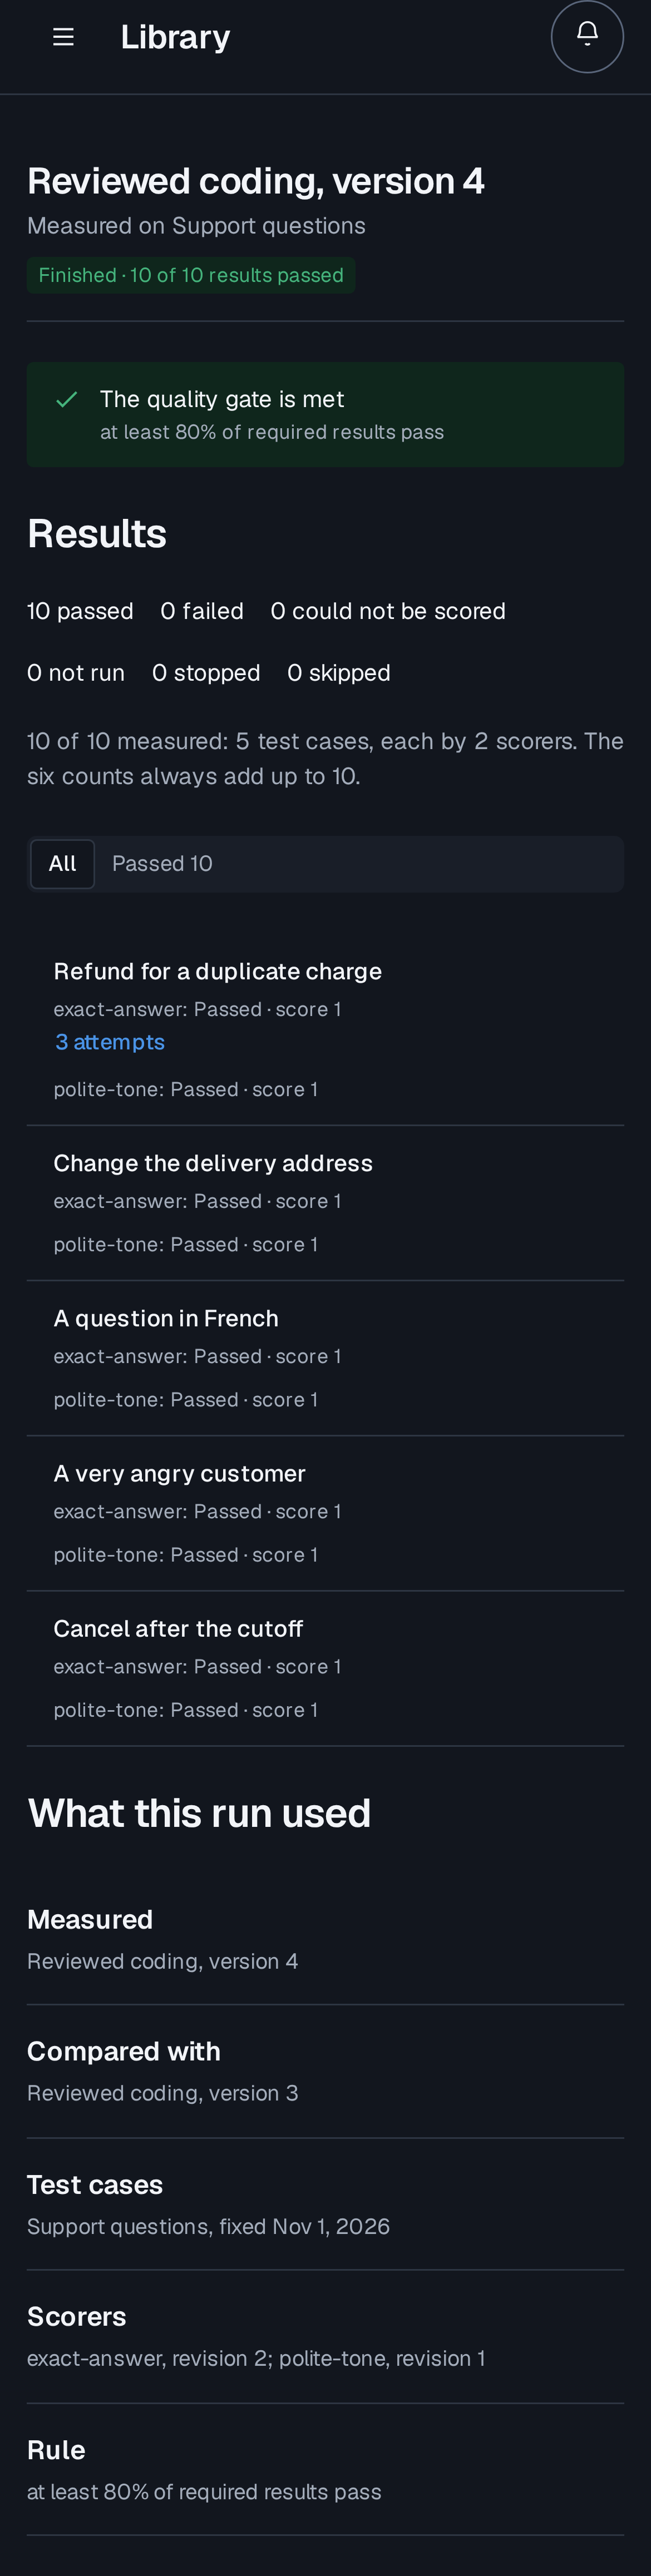 Library
Reviewed coding, version 4
Measured on Support questions
Finished · 10 of 10 results passed
The quality gate is met
at least 80% of required results pass
Results
10 passed 0 failed 0 could not be scored
0 not run 0 stopped 0 skipped
10 of 10 measured: 5 test cases, each by 2 scorers. The
six counts always add up to 10.
All Passed 10
Refund for a duplicate charge
exact-answer: Passed · score 1
3 attempts
polite-tone: Passed · score 1
Change the delivery address
exact-answer: Passed · score 1
polite-tone: Passed · score 1
A question in French
exact-answer: Passed · score 1
polite-tone: Passed · score 1
A very angry customer
exact-answer: Passed · score 1
polite-tone: Passed · score 1
Cancel after the cutoff
exact-answer: Passed · score 1
polite-tone: Passed · score 1
What this run used
Measured
Reviewed coding, version 4
Compared with
Reviewed coding, version 3
Test cases
Support questions, fixed Nov 1, 2026
Scorers
exact-answer, revision 2; polite-tone, revision 1
Rule
at least 80% of required results pass